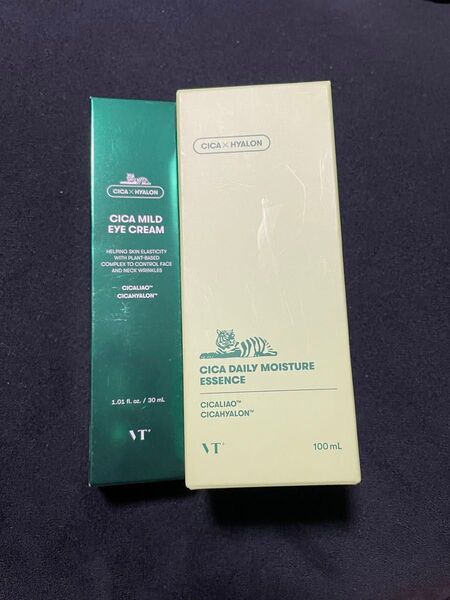 CICA × HYALON
CICA MILD
EYE CREAM
HELPING SKIN ELASTICITY
WITH PLANT-BASED
COMPLEX TO CONTROL FACE
AND NECK WRINKLES
CICALIAO™
CICAHYALON™
1.01 fl. oz. / 30 mL
VT
CICA × HYALON
CICA DAILY MOISTURE
ESSENCE
CICALIAO™
CICAHYALON™
VT
100 mL